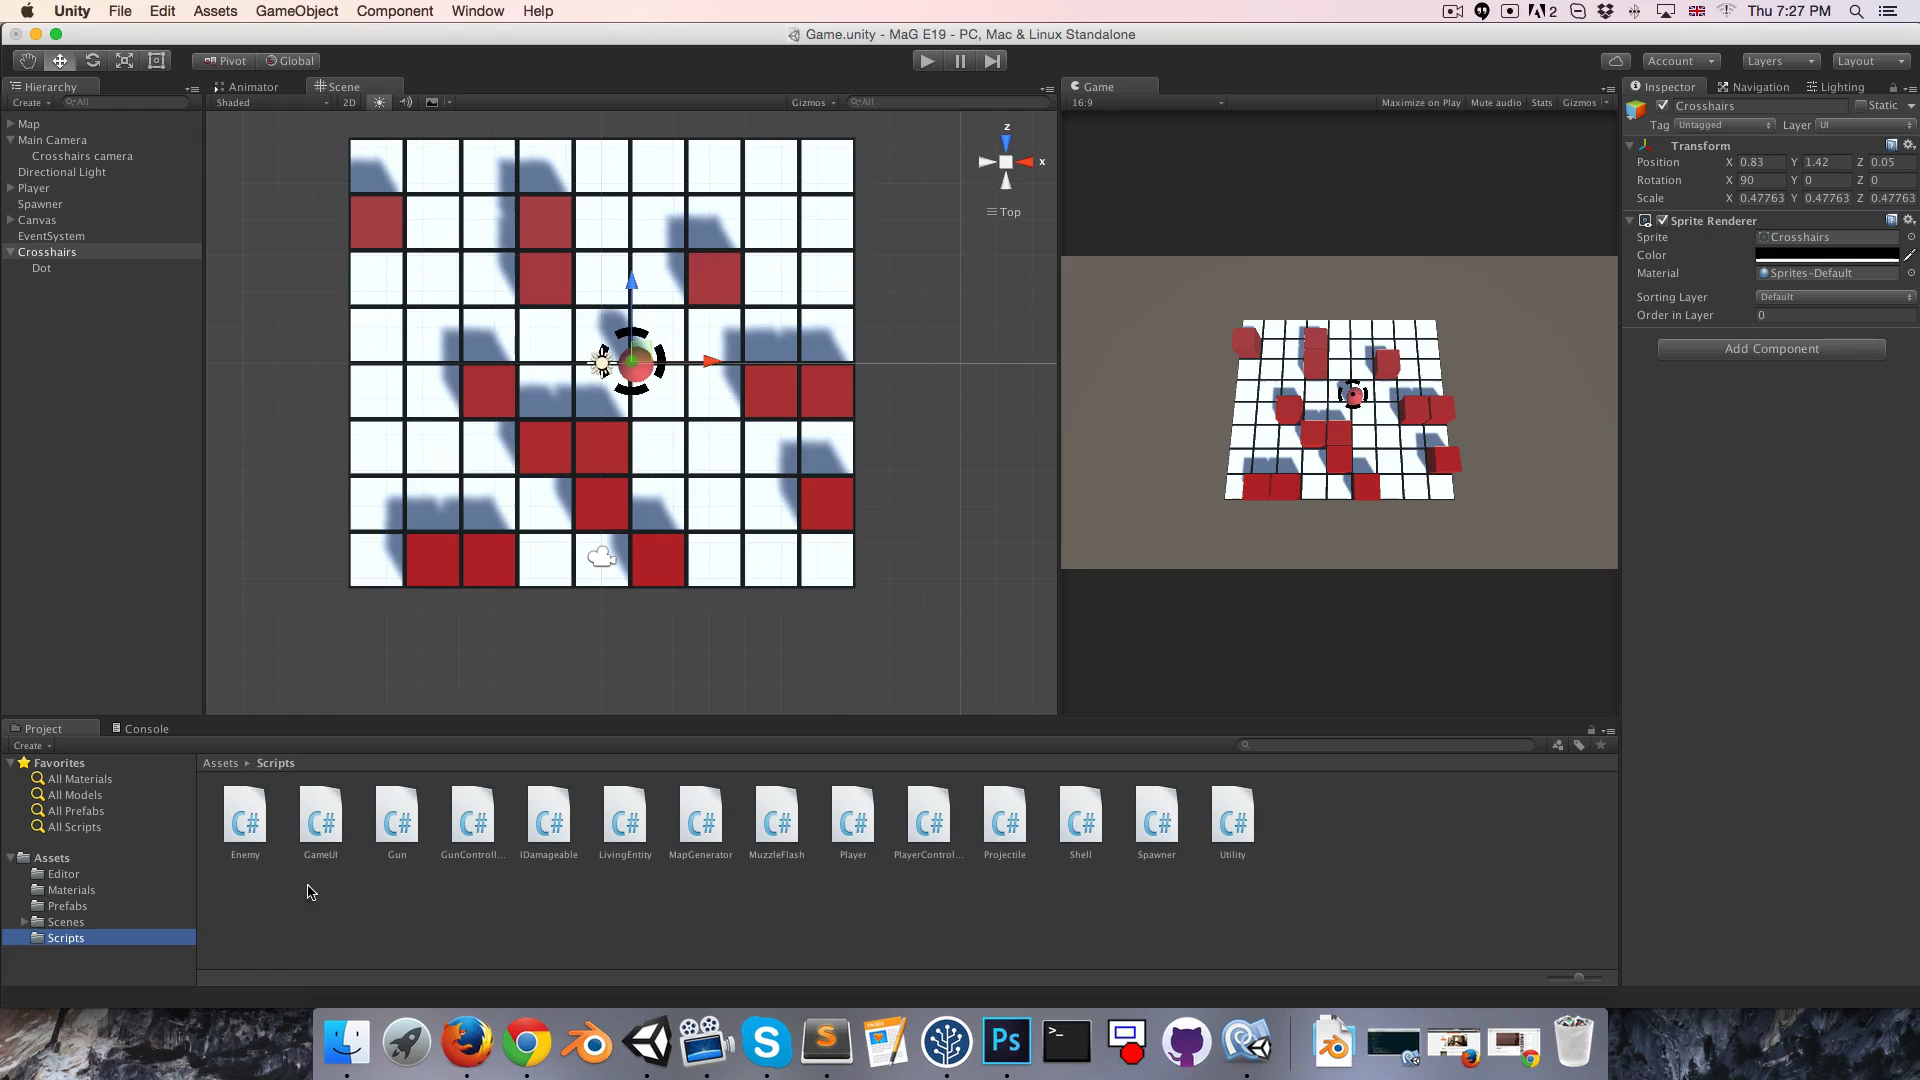 Unity File Edit Assets GameObject Component Window Help
2 Thu 7:27 PM
Game.unity - MaG E19 - PC, Mac & Linux Standalone
Pivot Global
Account Layers Layout
Hierarchy
Create All
Map
Main Camera
Crosshairs camera
Directional Light
Player
Spawner
Canvas
EventSystem
Crosshairs
Dot
Animator Scene
Shaded 2D Gizmos All
z
x
Top
Game
16:9 Maximize on Play Mute audio Stats Gizmos
Inspector Navigation Lighting
Crosshairs Static
Tag Untagged Layer UI
Transform
Position X 0.83 Y 1.42 Z 0.05
Rotation X 90 Y 0 Z 0
Scale X 0.47763 Y 0.47763 Z 0.47763
Sprite Renderer
Sprite Crosshairs
Color
Material Sprites-Default
Sorting Layer Default
Order in Layer 0
Add Component
Project Console
Create
Favorites
All Materials
All Models
All Prefabs
All Scripts
Assets
Editor
Materials
Prefabs
Scenes
Scripts
Assets Scripts
C# C# C# C# C# C# C# C# C# C# C# C# C# C#
Enemy GameUI Gun GunControll... IDamageable LivingEntity MapGenerator MuzzleFlash Player PlayerControl... Projectile Shell Spawner Utility
Ps
>_